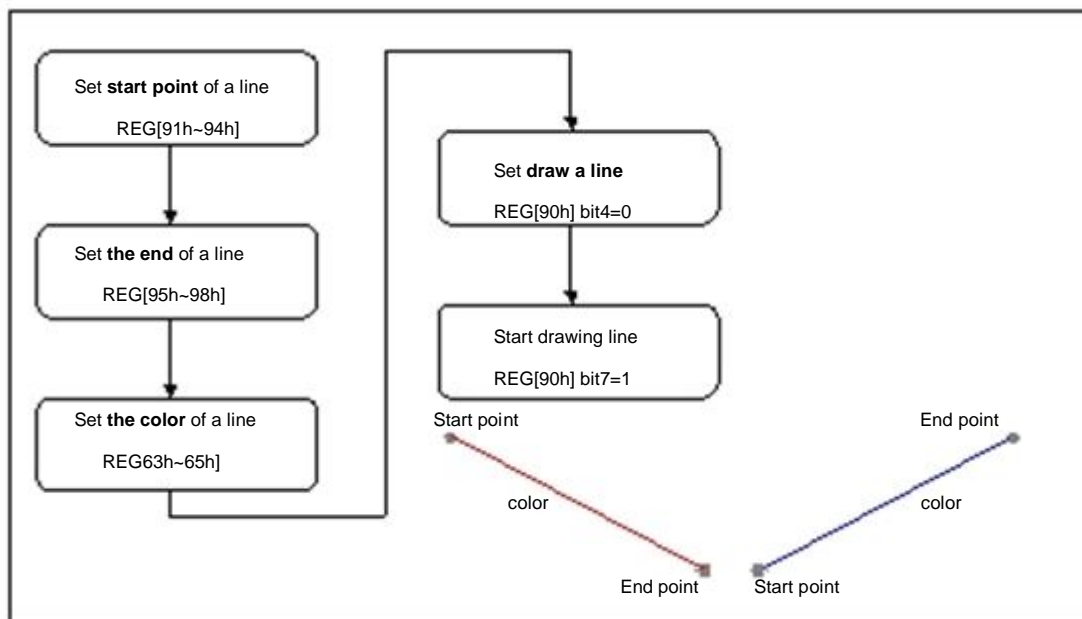 Set start point of a line
REG[91h~94h]
Set the end of a line
REG[95h~98h]
Set the color of a line
REG63h~65h]
Set draw a line
REG[90h] bit4=0
Start drawing line
REG[90h] bit7=1
Start point
color
End point
End point
color
Start point